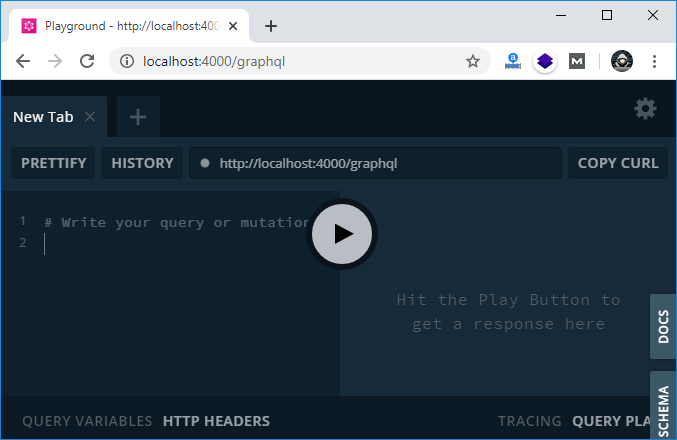 Playground - http://localhost:400
localhost:4000/graphql
New Tab
PRETTIFY
HISTORY
http://localhost:4000/graphql
COPY CURL
1 # Write your query or mutation
2
Hit the Play Button to
get a response here
DOCS
SCHEMA
QUERY VARIABLES
HTTP HEADERS
TRACING
QUERY PLA